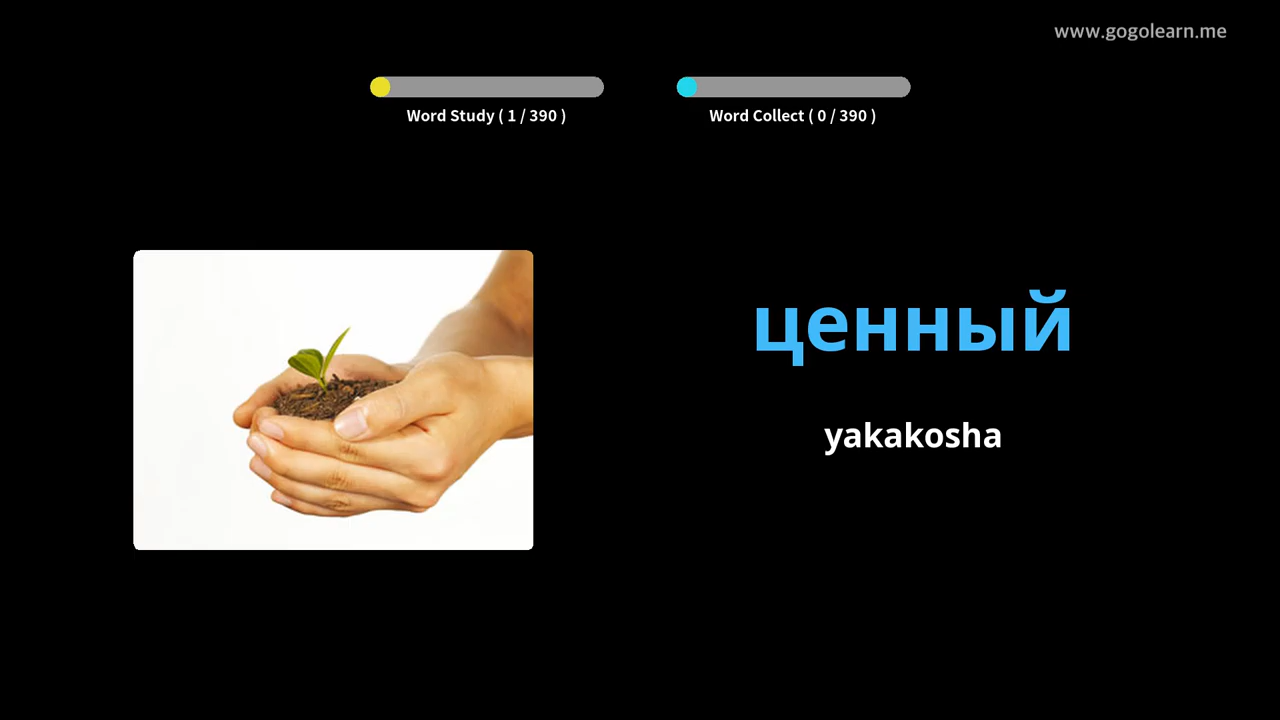 www.gogolearn.me
Word Study ( 1 / 390 )
Word Collect ( 0 / 390 )
ценный
yakakosha